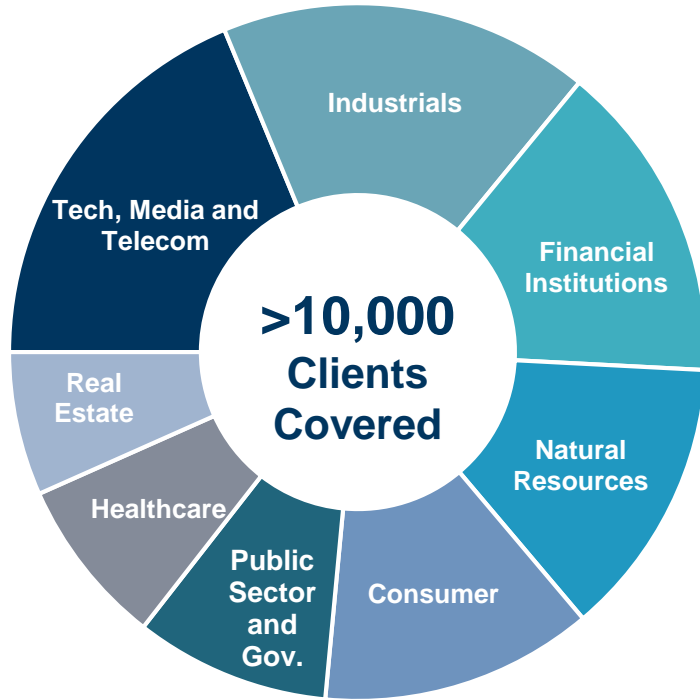 Industrials
Tech, Media and
Telecom
Financial
Institutions
>10,000
Clients
Covered
Real
Estate
Natural
Resources
Healthcare
Public
Sector
and
Gov.
Consumer